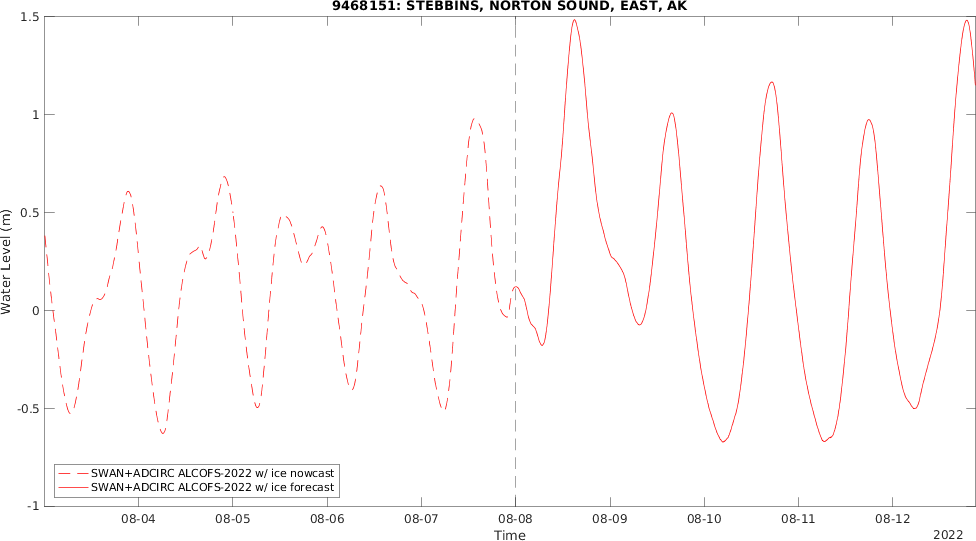 9468151: STEBBINS, NORTON SOUND, EAST, AK
1.5
1
0.5
0
-0.5
-1
Water Level (m)
SWAN+ADCIRC ALCOFS-2022 w/ ice nowcast
SWAN+ADCIRC ALCOFS-2022 w/ ice forecast
08-04 08-05 08-06 08-07 08-08 08-09 08-10 08-11 08-12
Time
2022